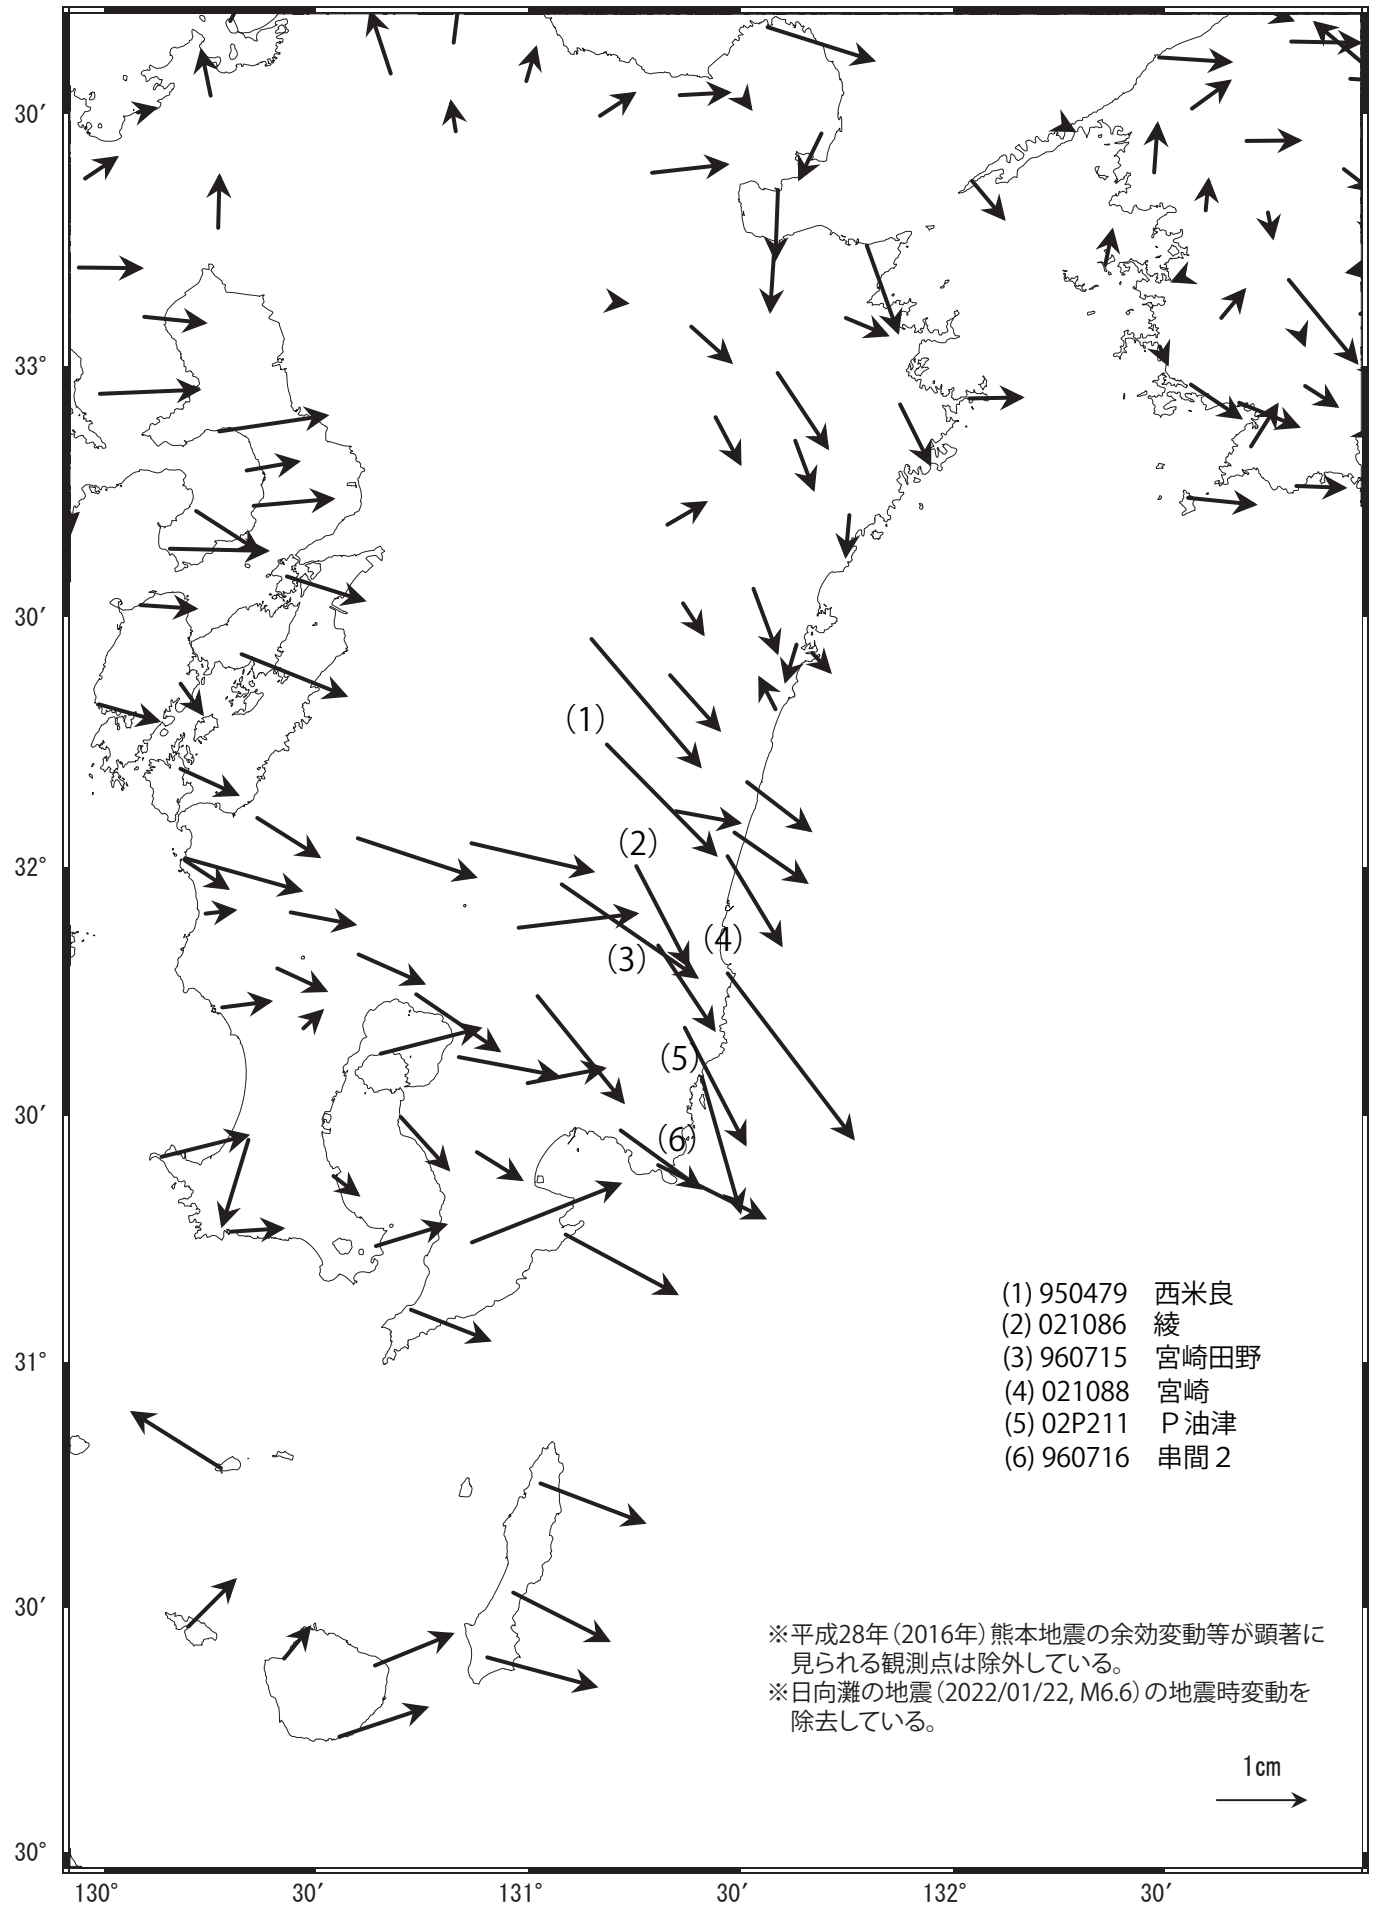 30′
33°
30′
(1)
(2)
32°
(3)
(4)
(5)
30′
(6)
(1) 950479 西米良
(2) 021086 綾
(3) 960715 宮崎田野
(4) 021088 宮崎
(5) 02P211 Ｐ油津
(6) 960716 串間２
31°
30′
※平成28年（2016年）熊本地震の余効変動等が顕著に
見られる観測点は除外している。
※日向灘の地震（2022/01/22, M6.6）の地震時変動を
除去している。
1cm
30°
130° 30′ 131° 30′ 132° 30′